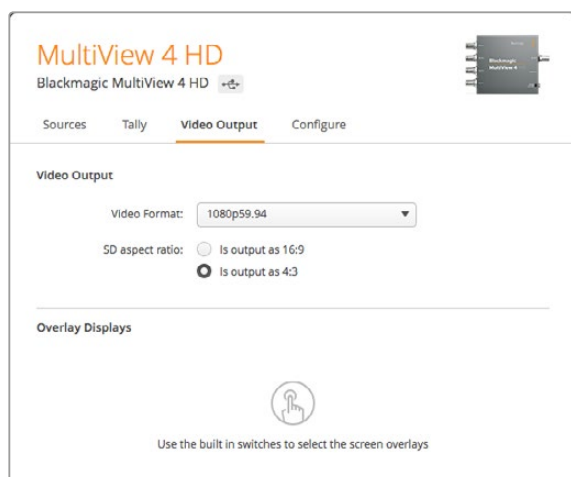 MultiView 4 HD
Blackmagic MultiView 4 HD
Sources Tally Video Output Configure
Video Output
Video Format: 1080p59.94
SD aspect ratio: Is output as 16:9
Is output as 4:3
Overlay Displays
Use the built in switches to select the screen overlays